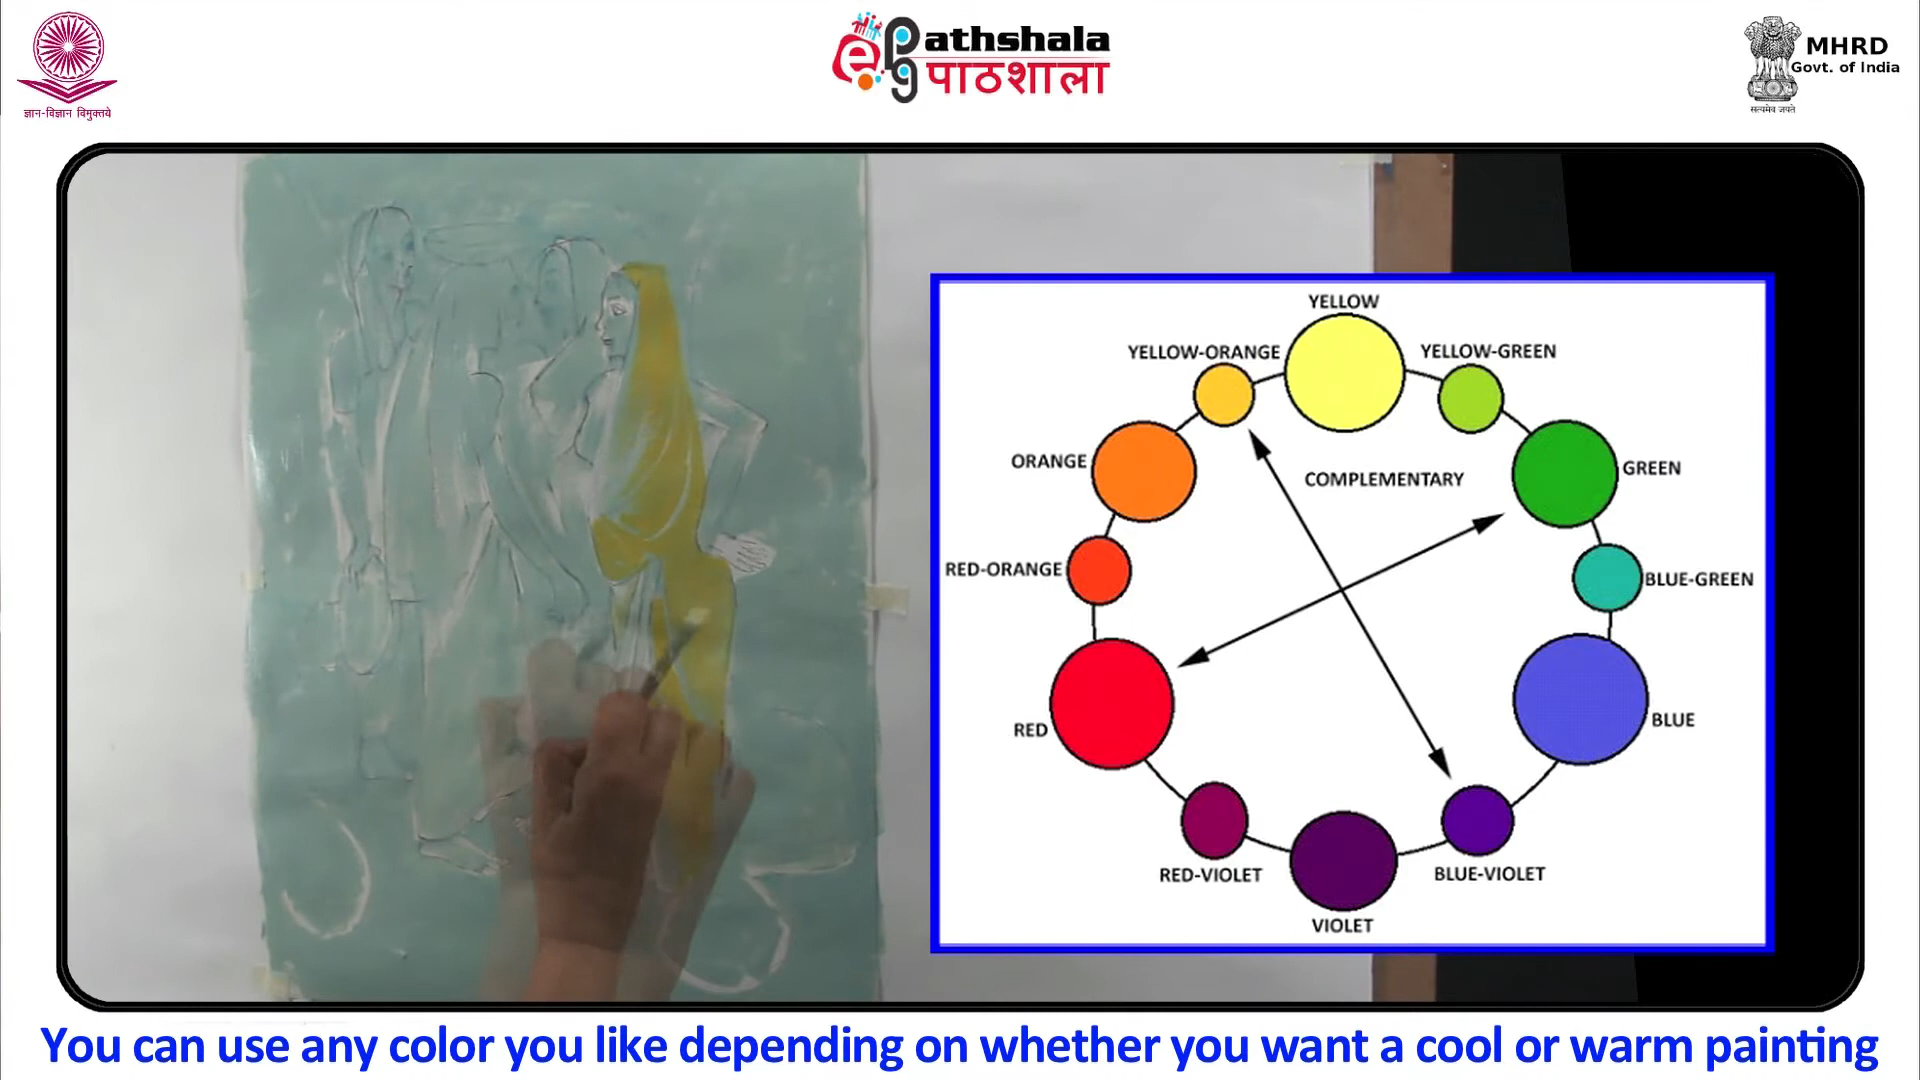 ज्ञान-विज्ञान विमुक्तये
ePathshala
पाठशाला
MHRD
Govt. of India
सत्यमेव जयते
YELLOW
YELLOW-ORANGE
YELLOW-GREEN
ORANGE
COMPLEMENTARY
GREEN
RED-ORANGE
BLUE-GREEN
RED
BLUE
RED-VIOLET
BLUE-VIOLET
VIOLET
You can use any color you like depending on whether you want a cool or warm painting